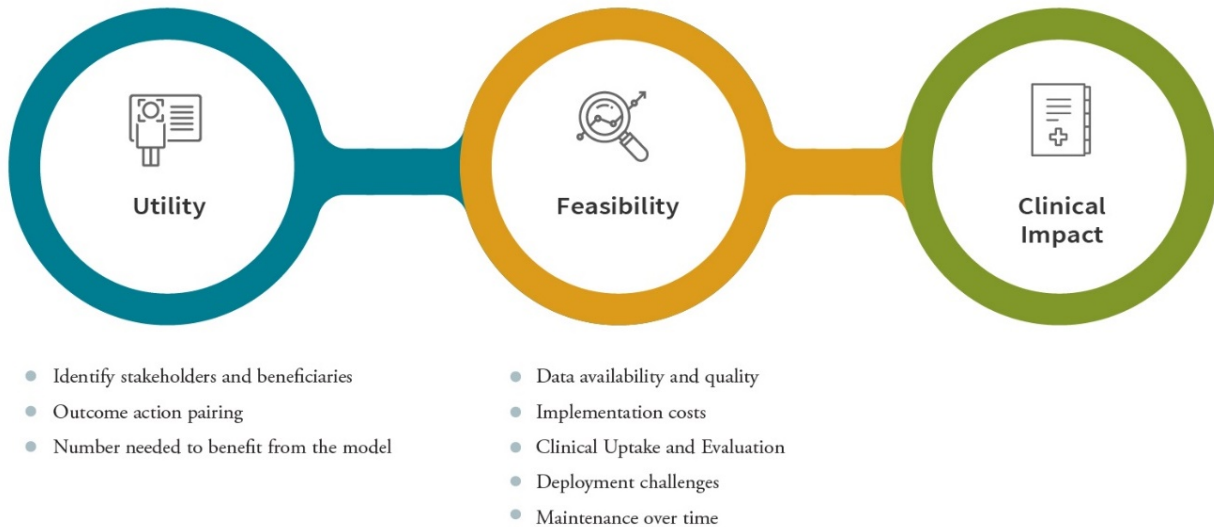 Utility
Feasibility
Clinical
Impact
Identify stakeholders and beneficiaries
Outcome action pairing
Number needed to benefit from the model
Data availability and quality
Implementation costs
Clinical Uptake and Evaluation
Deployment challenges
Maintenance over time